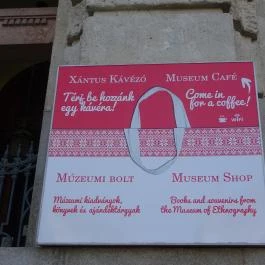 Xántus Kávézó
Museum Café
Térj be hozzánk
egy kávéra!
Come in
for a coffee!
wifi
Múzeumi bolt
Museum Shop
Múzeumi kiadványok,
könyvek és ajándéktárgyak
Books and souvenirs from
the Museum of Ethnography